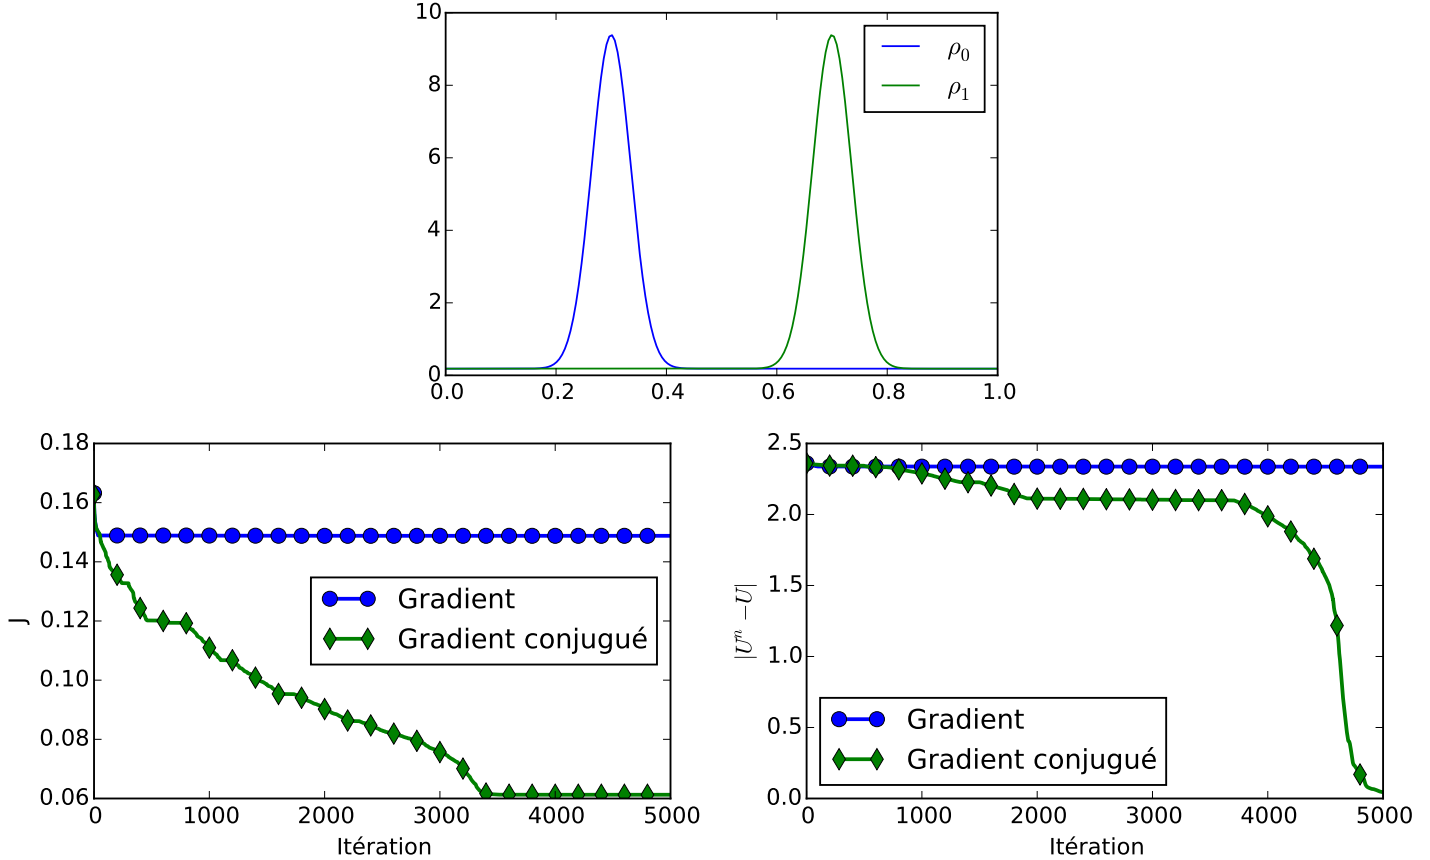 10
8
6
4
2
0
0.0 0.2 0.4 0.6 0.8 1.0
ρ0
ρ1
0.18
0.16
0.14
0.12
0.10
0.08
0.06
J
0 1000 2000 3000 4000 5000
Itération
Gradient
Gradient conjugué
2.5
2.0
1.5
1.0
0.5
0.0
|U^n − U|
0 1000 2000 3000 4000 5000
Itération
Gradient
Gradient conjugué